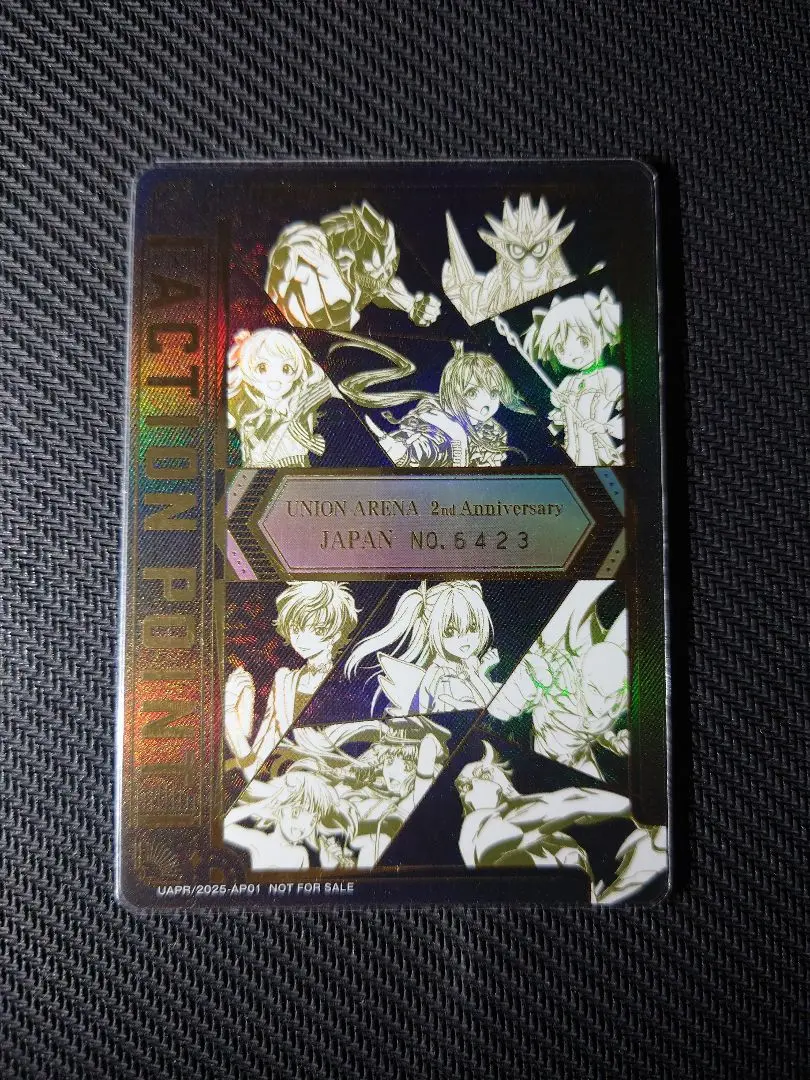 ACTION POINT
UNION ARENA 2nd Anniversary
JAPAN NO. 6423
UAPR/2025-AP01 NOT FOR SALE